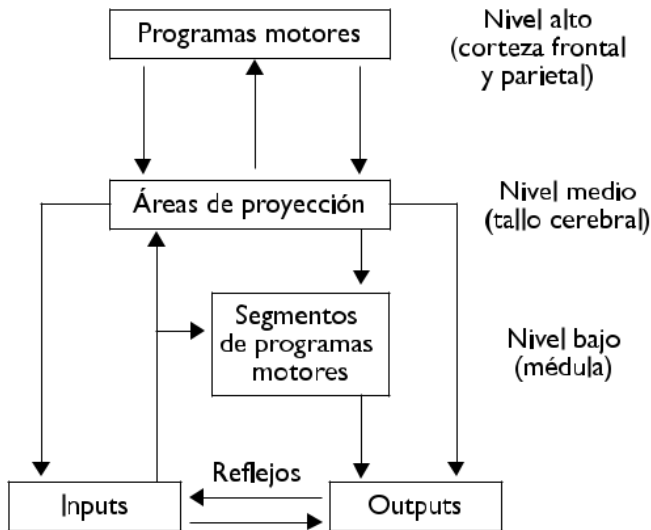 Programas motores
Nivel alto
(corteza frontal
y parietal)
Áreas de proyección
Nivel medio
(tallo cerebral)
Segmentos
de programas
motores
Nivel bajo
(médula)
Reflejos
Inputs
Outputs